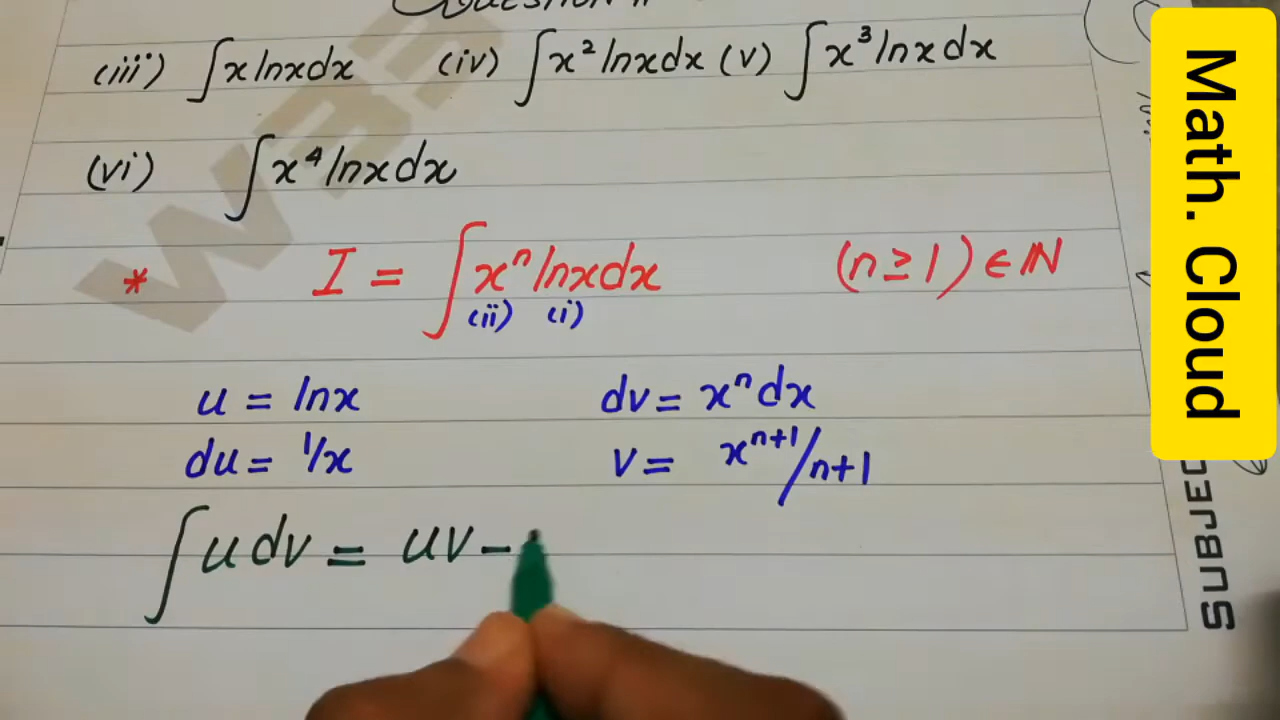 (iii) ∫x lnx dx (iv) ∫x² lnx dx (v) ∫x³ lnx dx
(vi) ∫x⁴ lnx dx
* I = ∫xⁿ lnx dx (n ≥ 1) ∈ ℕ
(ii) (i)
u = lnx dv = xⁿ dx
du = 1/x v = xⁿ⁺¹/n+1
∫u dv = uv -
Math. Cloud
W33